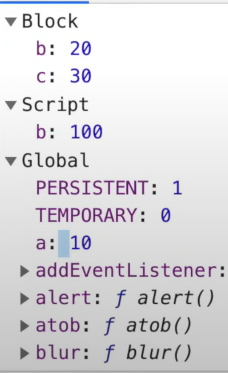 ▼Block
b: 20
c: 30
▼Script
b: 100
▼Global
PERSISTENT: 1
TEMPORARY: 0
a: 10
▶addEventListener:
▶alert: ƒ alert()
▶atob: ƒ atob()
▶blur: ƒ blur()